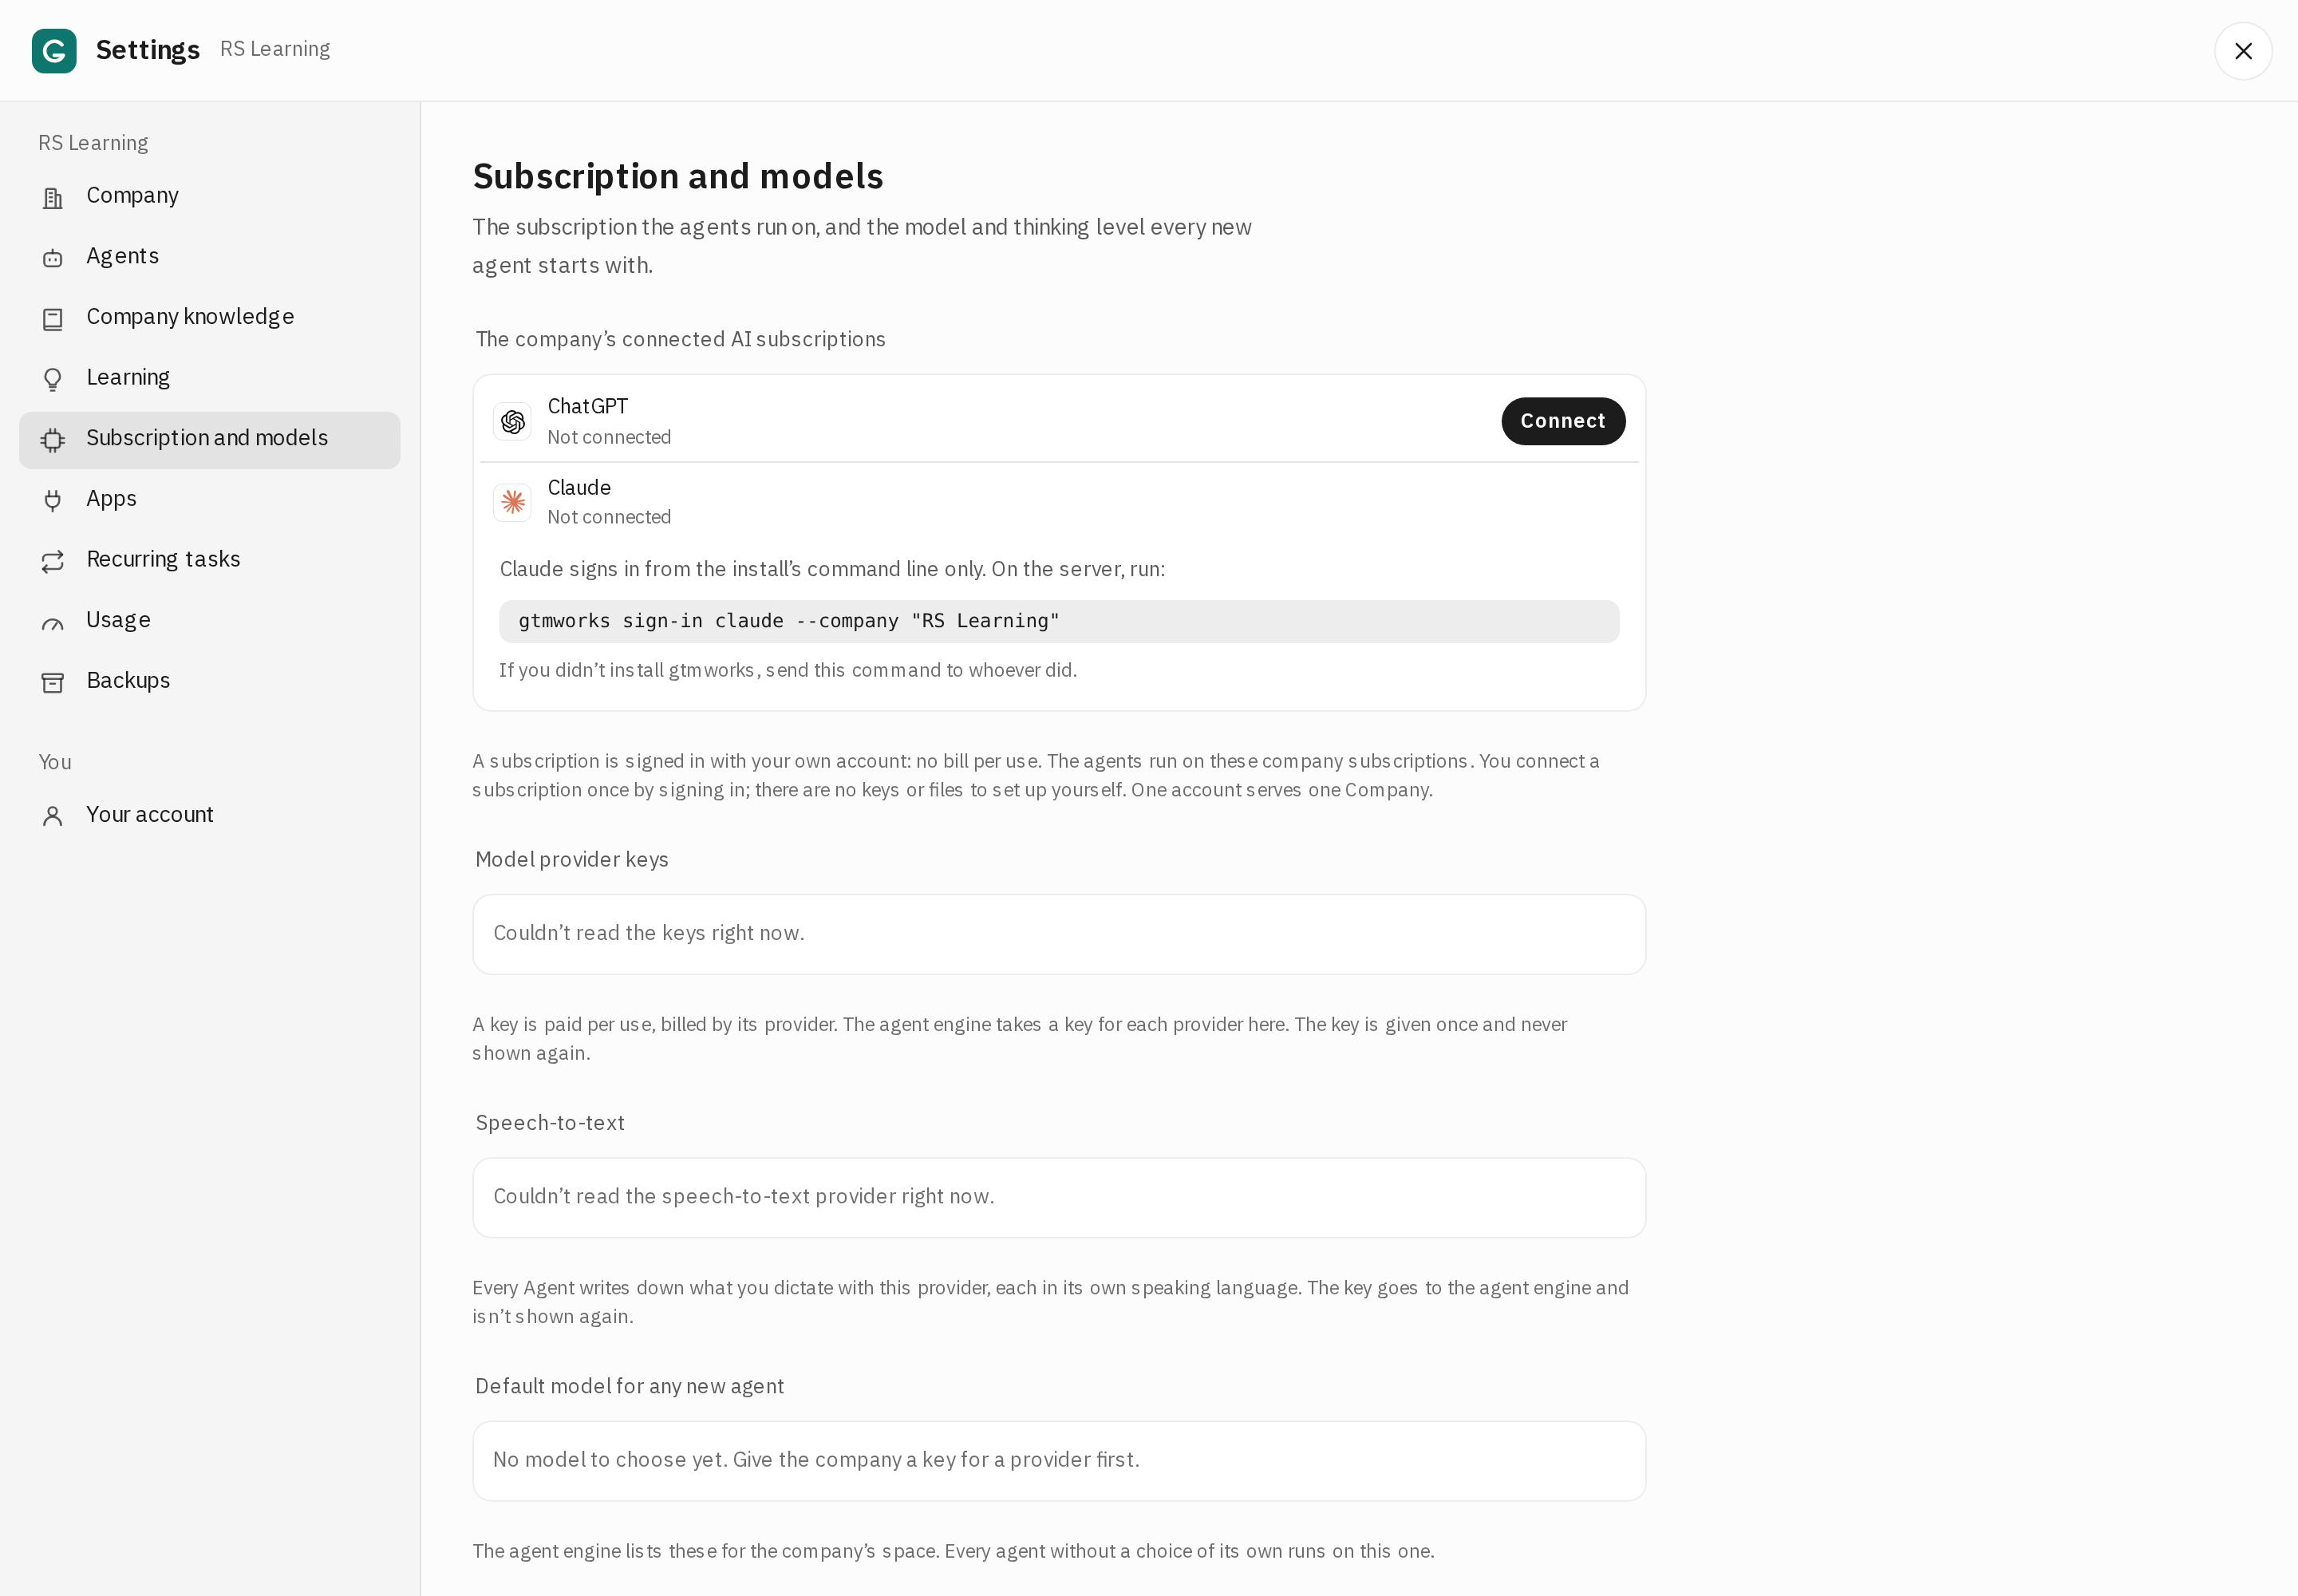 G Settings RS Learning
RS Learning
Company
Agents
Company knowledge
Learning
Subscription and models
Apps
Recurring tasks
Usage
Backups
You
Your account
Subscription and models
The subscription the agents run on, and the model and thinking level every new
agent starts with.
The company’s connected AI subscriptions
ChatGPT
Not connected
Connect
Claude
Not connected
Claude signs in from the install’s command line only. On the server, run:
gtmworks sign-in claude --company "RS Learning"
If you didn’t install gtmworks, send this command to whoever did.
A subscription is signed in with your own account: no bill per use. The agents run on these company subscriptions. You connect a
subscription once by signing in; there are no keys or files to set up yourself. One account serves one Company.
Model provider keys
Couldn’t read the keys right now.
A key is paid per use, billed by its provider. The agent engine takes a key for each provider here. The key is given once and never
shown again.
Speech-to-text
Couldn’t read the speech-to-text provider right now.
Every Agent writes down what you dictate with this provider, each in its own speaking language. The key goes to the agent engine and
isn’t shown again.
Default model for any new agent
No model to choose yet. Give the company a key for a provider first.
The agent engine lists these for the company’s space. Every agent without a choice of its own runs on this one.